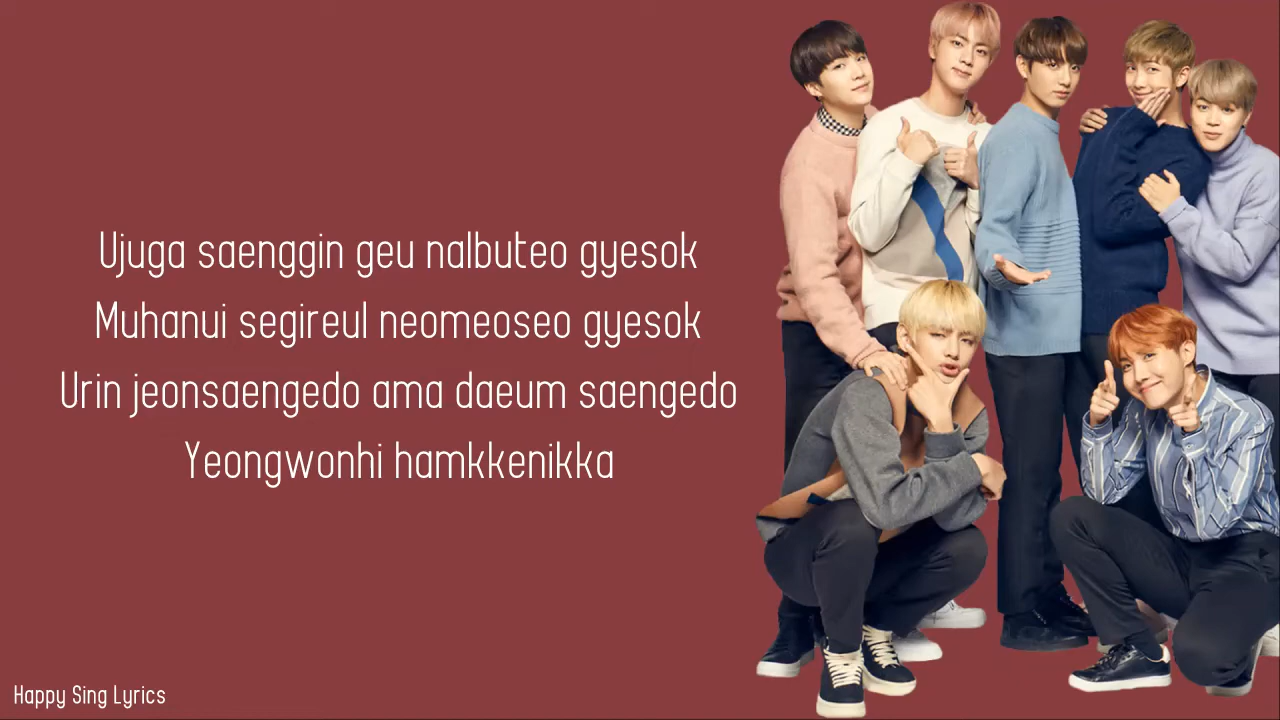 Ujuga saenggin geu nalbuteo gyesok
Muhanui segireul neomeoseo gyesok
Urin jeonsaengedo ama daeum saengedo
Yeongwonhi hamkkenikka
Happy Sing Lyrics